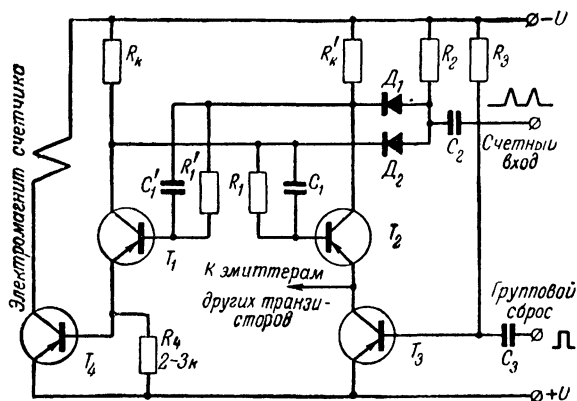 –U
Rк
R'к
R2
R3
Д1
Электромагнит счетчика
C'1
R'1
R1
C1
Д2
C2
Счетный
вход
T1
T2
К эмиттерам
других транзи-
сторов
Групповой
сброс
T4
R4
2–3к
T3
C3
+U